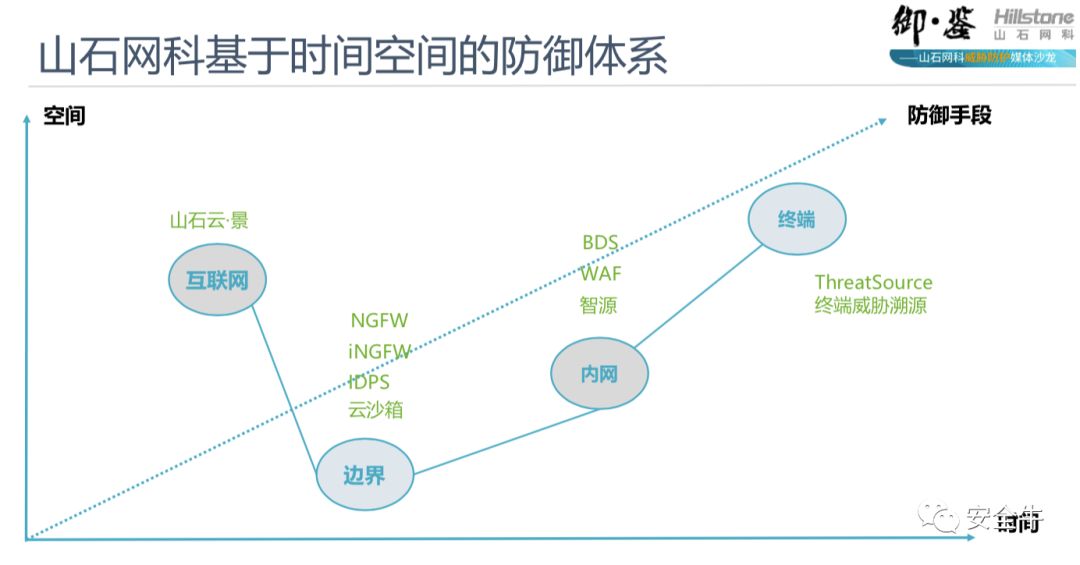 御·鉴
Hillstone
山石网科
——山石网科威胁防护媒体沙龙
山石网科基于时间空间的防御体系
空间
防御手段
山石云·景
互联网
NGFW
iNGFW
IDPS
云沙箱
边界
BDS
WAF
智源
内网
终端
ThreatSource
终端威胁溯源
时间
安全牛